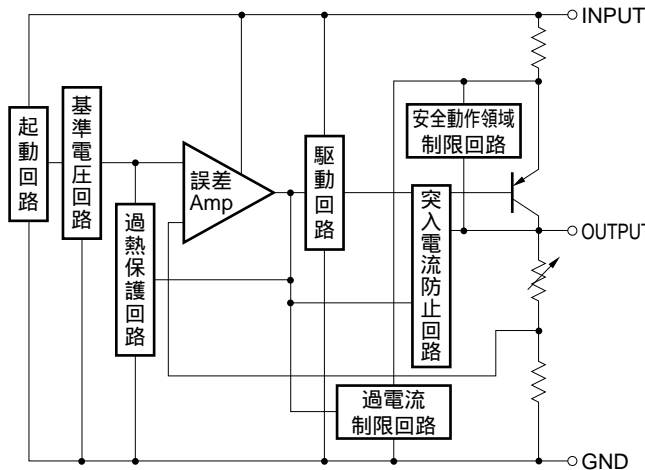 INPUT
起動回路
基準電圧回路
過熱保護回路
誤差
Amp
駆動回路
安全動作領域
制限回路
突入電流防止回路
OUTPUT
過電流
制限回路
GND